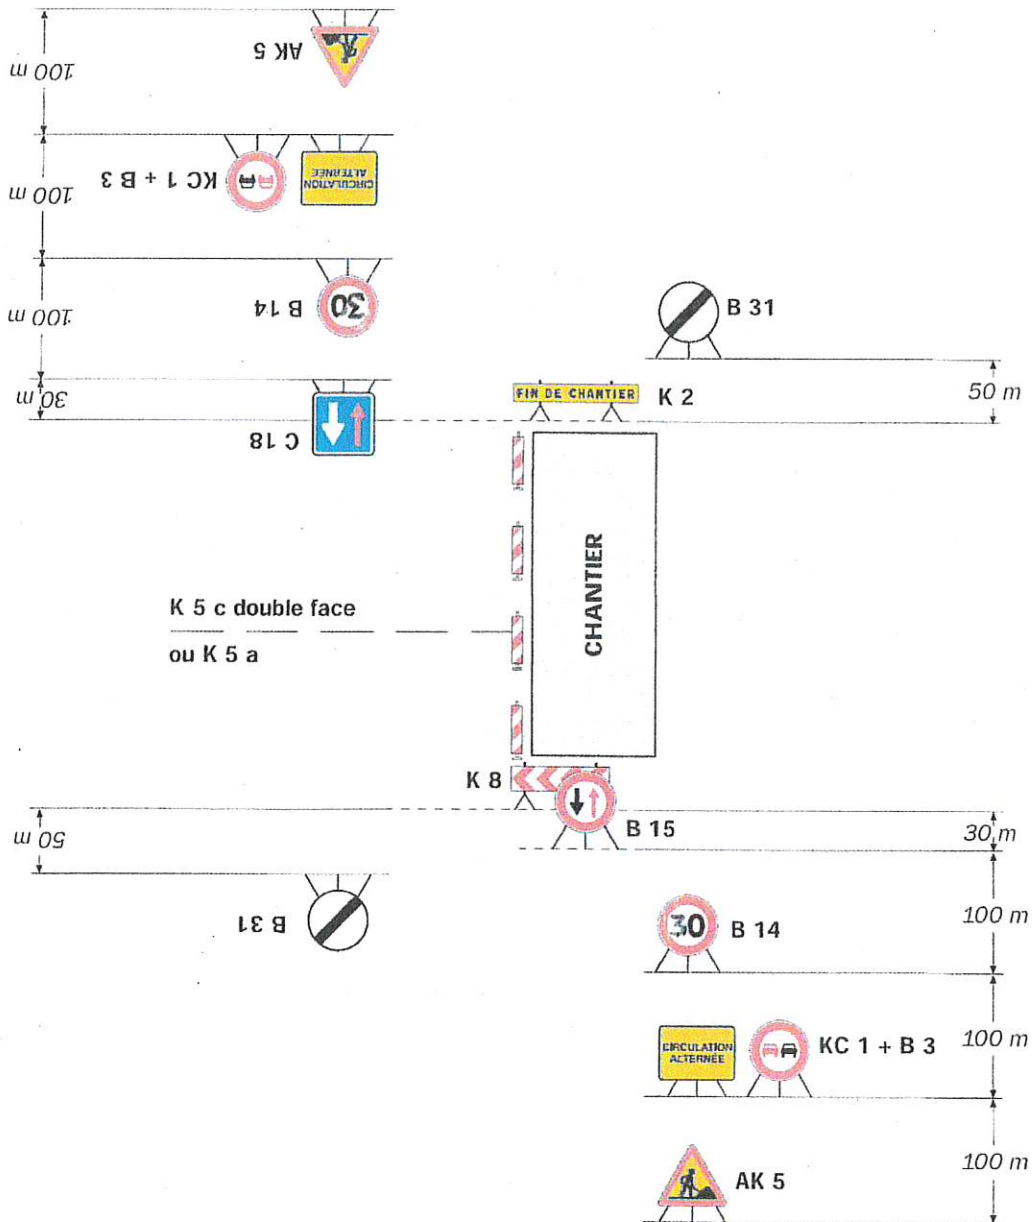 100 m
AK 5
100 m
KC 1 + B 3
CIRCULATION
ALTERNÉE
100 m
B 14
30
B 31
30 m
C 18
FIN DE CHANTIER
K 2
50 m
CHANTIER
K 5 c double face
ou K 5 a
K 8
B 15
50 m
30 m
B 31
30
B 14
100 m
CIRCULATION
ALTERNÉE
KC 1 + B 3
100 m
AK 5
100 m